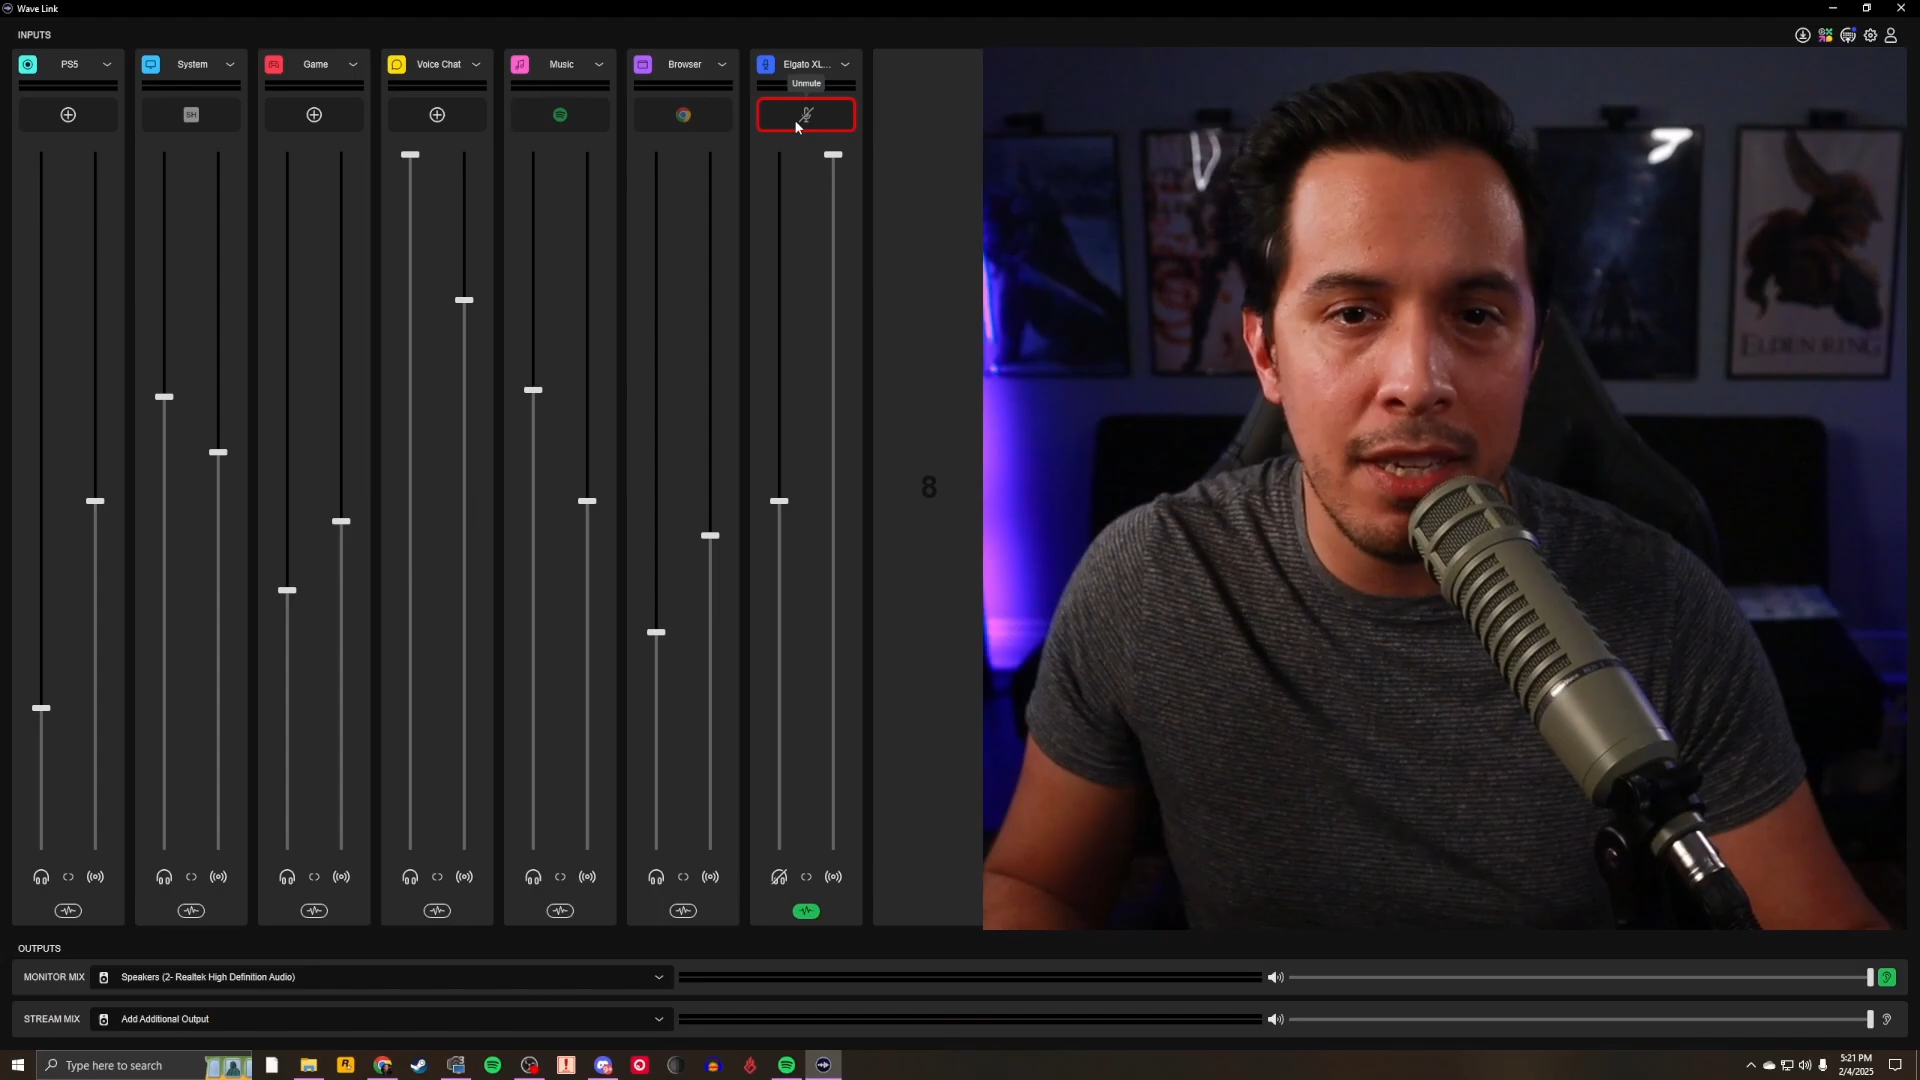 Wave Link
INPUTS
PS5
System
Game
Voice Chat
Music
Browser
Elgato XL...
Unmute
SH
8
ELDEN RING
OUTPUTS
MONITOR MIX
Speakers (2- Realtek High Definition Audio)
STREAM MIX
Add Additional Output
Type here to search
5:21 PM
2/4/2025